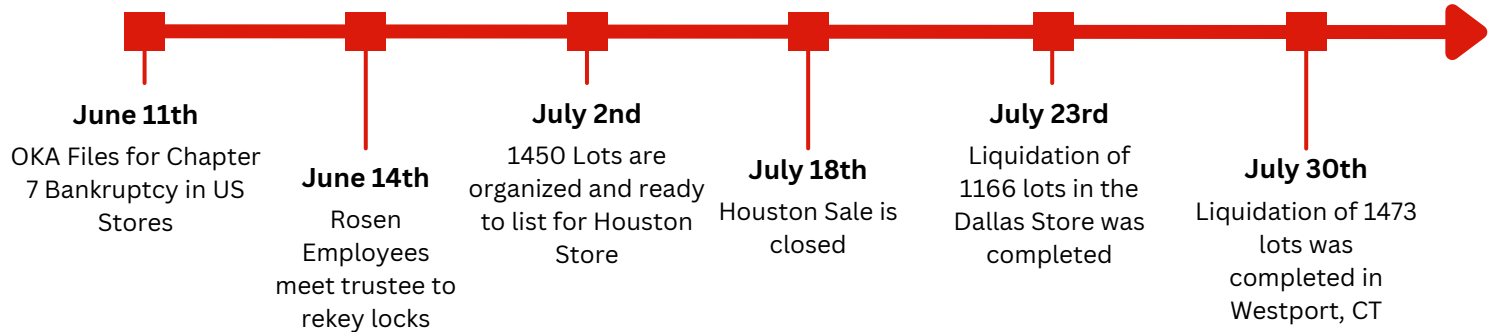 June 11th
OKA Files for Chapter
7 Bankruptcy in US
Stores
June 14th
Rosen
Employees
meet trustee to
rekey locks
July 2nd
1450 Lots are
organized and ready
to list for Houston
Store
July 18th
Houston Sale is
closed
July 23rd
Liquidation of
1166 lots in the
Dallas Store was
completed
July 30th
Liquidation of 1473
lots was
completed in
Westport, CT